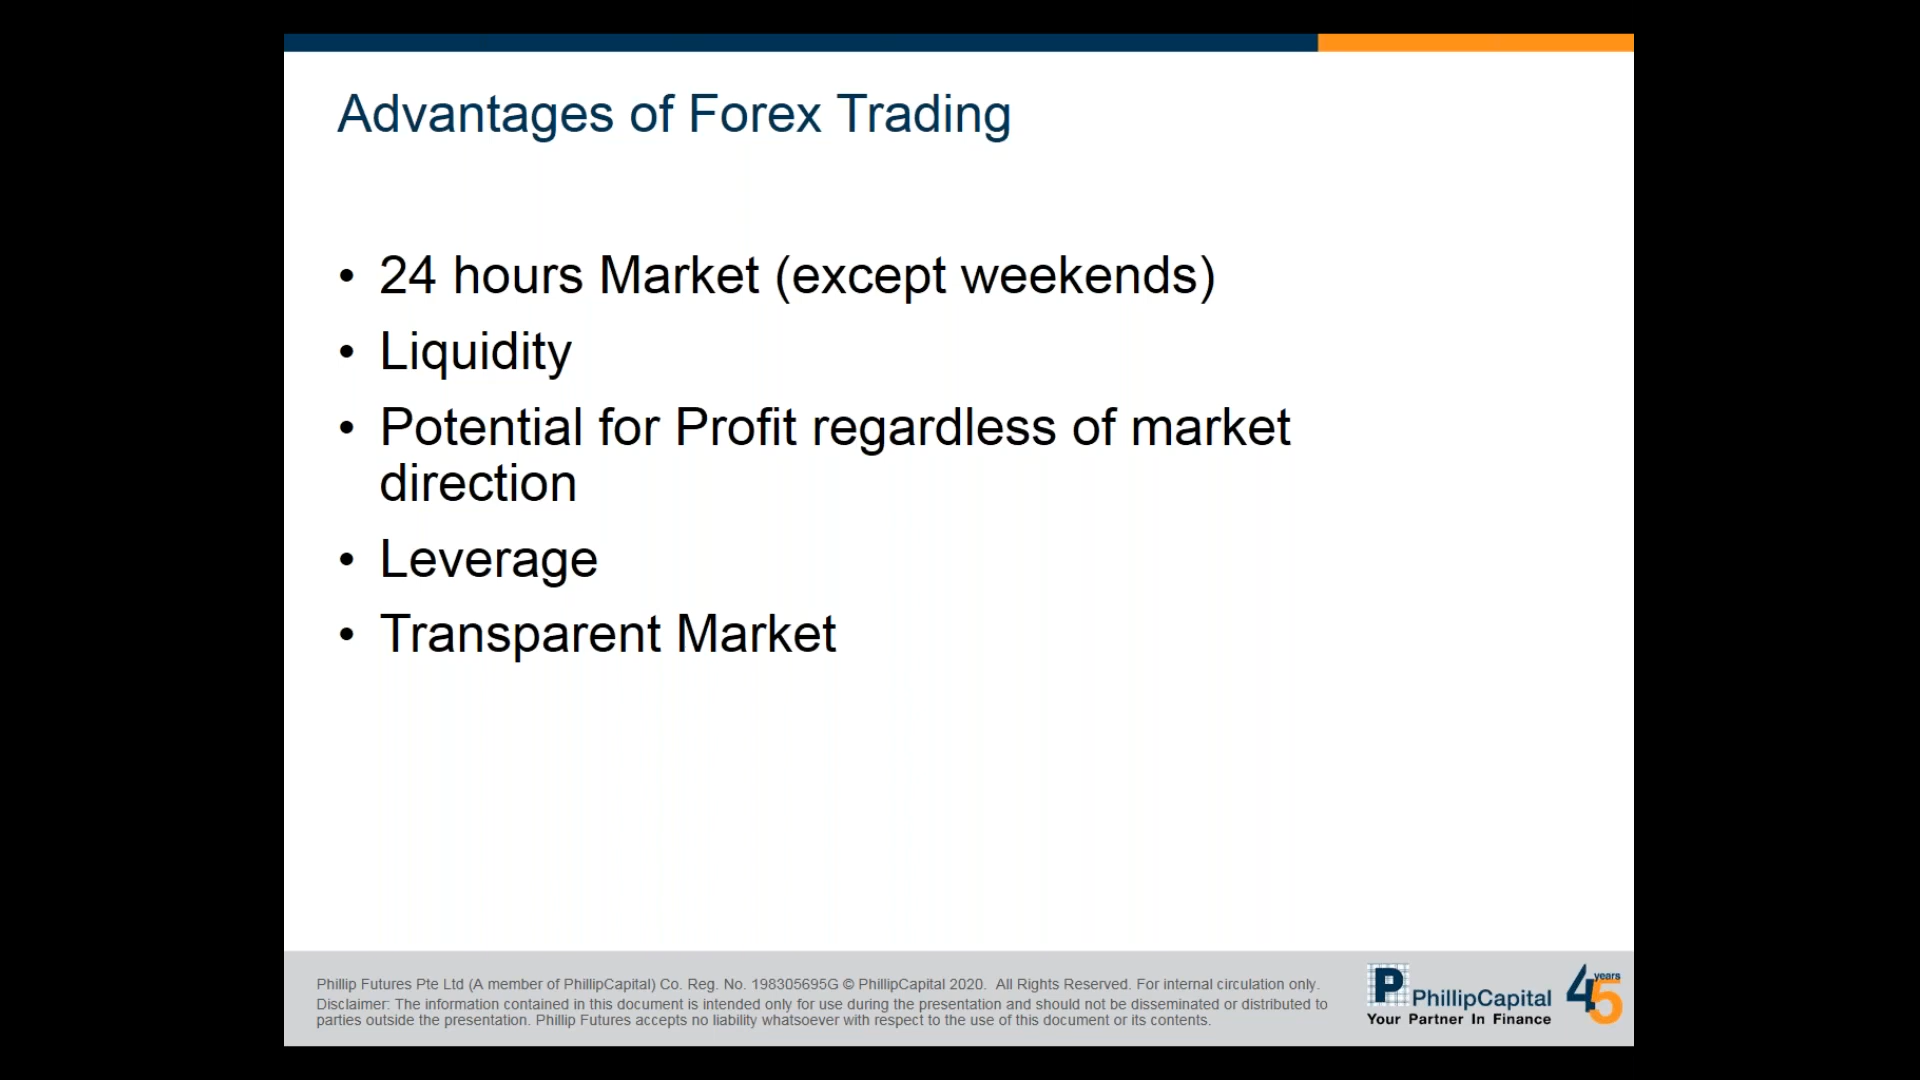 Advantages of Forex Trading
• 24 hours Market (except weekends)
• Liquidity
• Potential for Profit regardless of market
direction
• Leverage
• Transparent Market
Phillip Futures Pte Ltd (A member of PhillipCapital) Co. Reg. No. 198305695G © PhillipCapital 2020. All Rights Reserved. For internal circulation only.
Disclaimer: The information contained in this document is intended only for use during the presentation and should not be disseminated or distributed to
parties outside the presentation. Phillip Futures accepts no liability whatsoever with respect to the use of this document or its contents.
P PhillipCapital
Your Partner In Finance
45 years